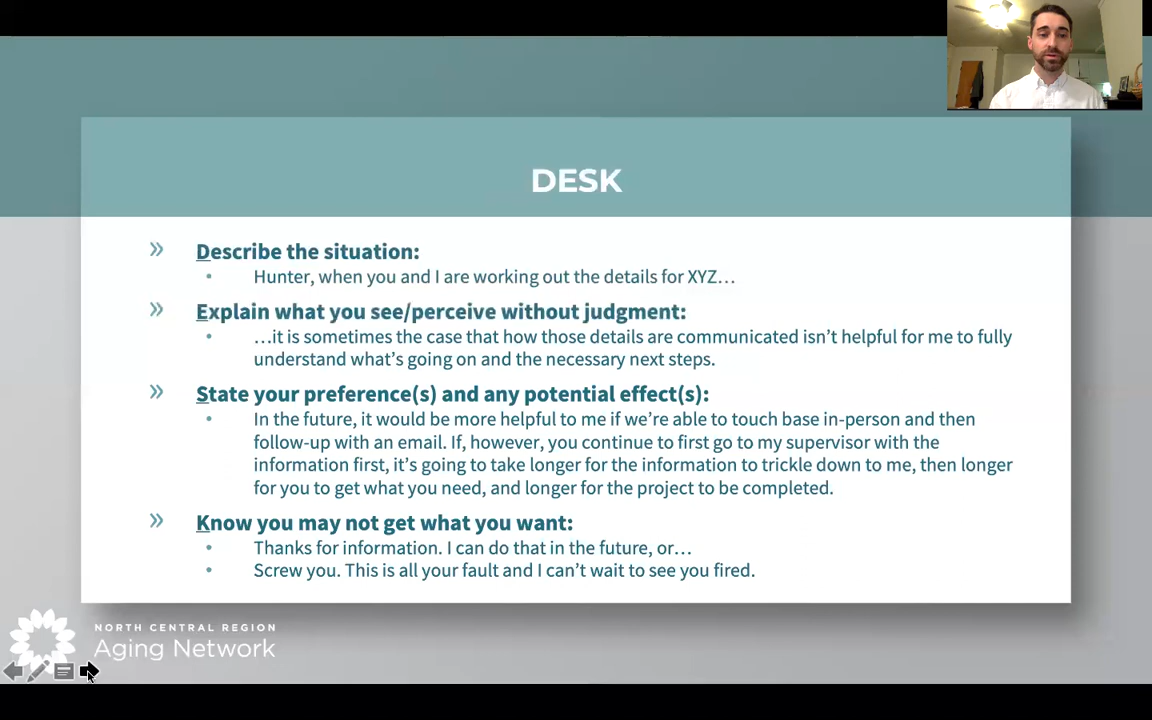 DESK
» Describe the situation:
• Hunter, when you and I are working out the details for XYZ…
» Explain what you see/perceive without judgment:
• …it is sometimes the case that how those details are communicated isn't helpful for me to fully
understand what's going on and the necessary next steps.
» State your preference(s) and any potential effect(s):
• In the future, it would be more helpful to me if we're able to touch base in-person and then
follow-up with an email. If, however, you continue to first go to my supervisor with the
information first, it's going to take longer for the information to trickle down to me, then longer
for you to get what you need, and longer for the project to be completed.
» Know you may not get what you want:
• Thanks for information. I can do that in the future, or…
• Screw you. This is all your fault and I can't wait to see you fired.
NORTH CENTRAL REGION
Aging Network